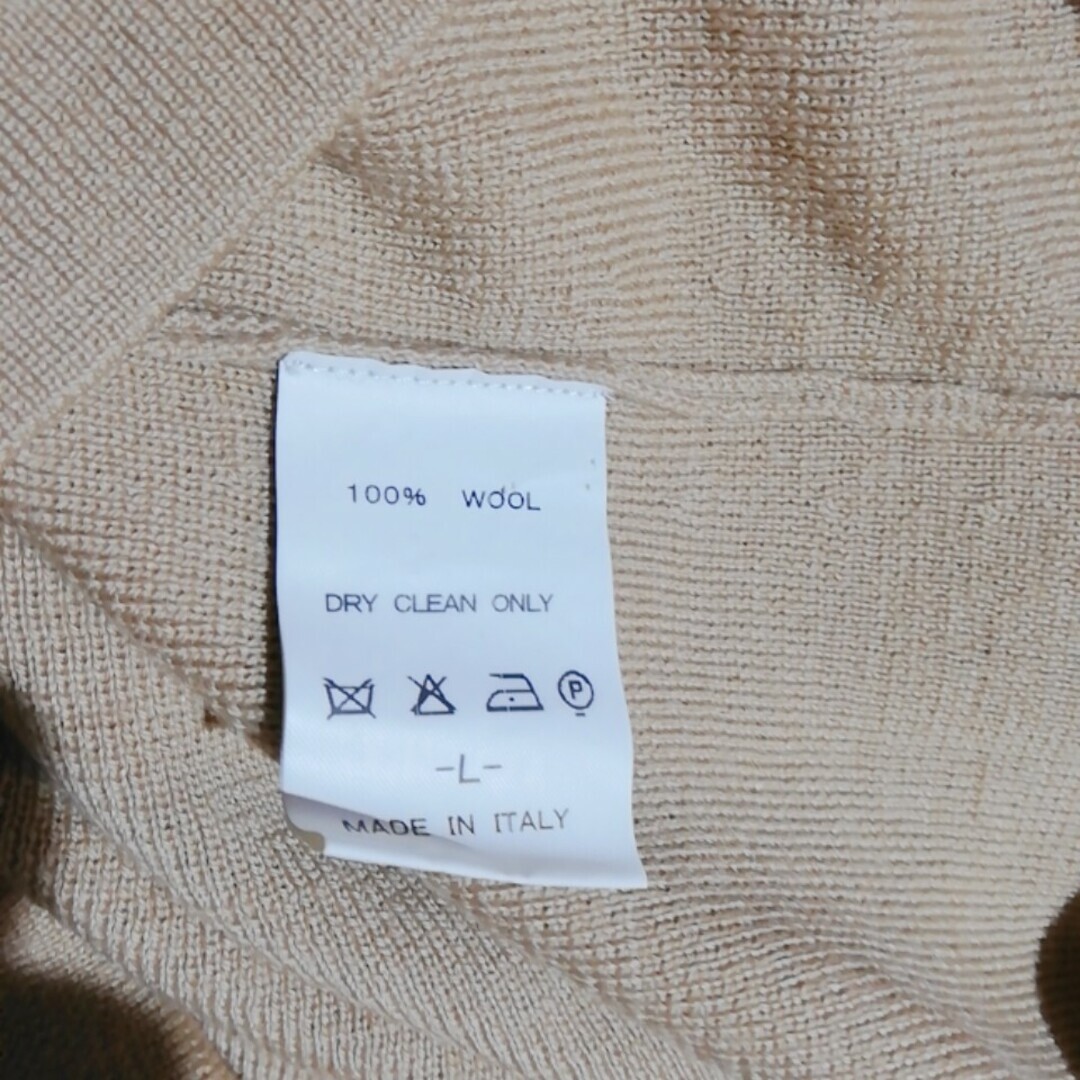 100% WOOL
DRY CLEAN ONLY
P
-L-
MADE IN ITALY